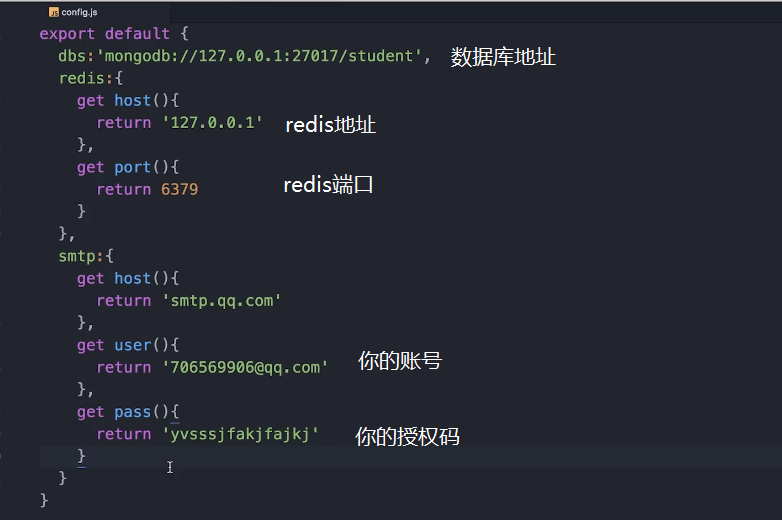 config.js
export default {
dbs:'mongodb://127.0.0.1:27017/student', 数据库地址
redis:{
get host(){
return '127.0.0.1' redis地址
},
get port(){
return 6379 redis端口
}
},
smtp:{
get host(){
return 'smtp.qq.com'
},
get user(){
return '706569906@qq.com' 你的账号
},
get pass(){
return 'yvsssjfakjfajkj' 你的授权码
}
}
}